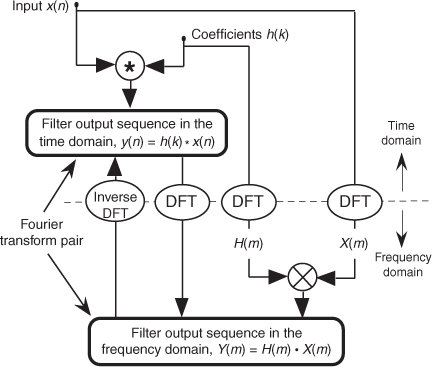 Input x(n)
Coefficients h(k)
*
Filter output sequence in the
time domain, y(n) = h(k) * x(n)
Time
domain
Inverse
DFT
DFT
DFT
DFT
Fourier
transform pair
H(m)
X(m)
Frequency
domain
Filter output sequence in the
frequency domain, Y(m) = H(m) • X(m)